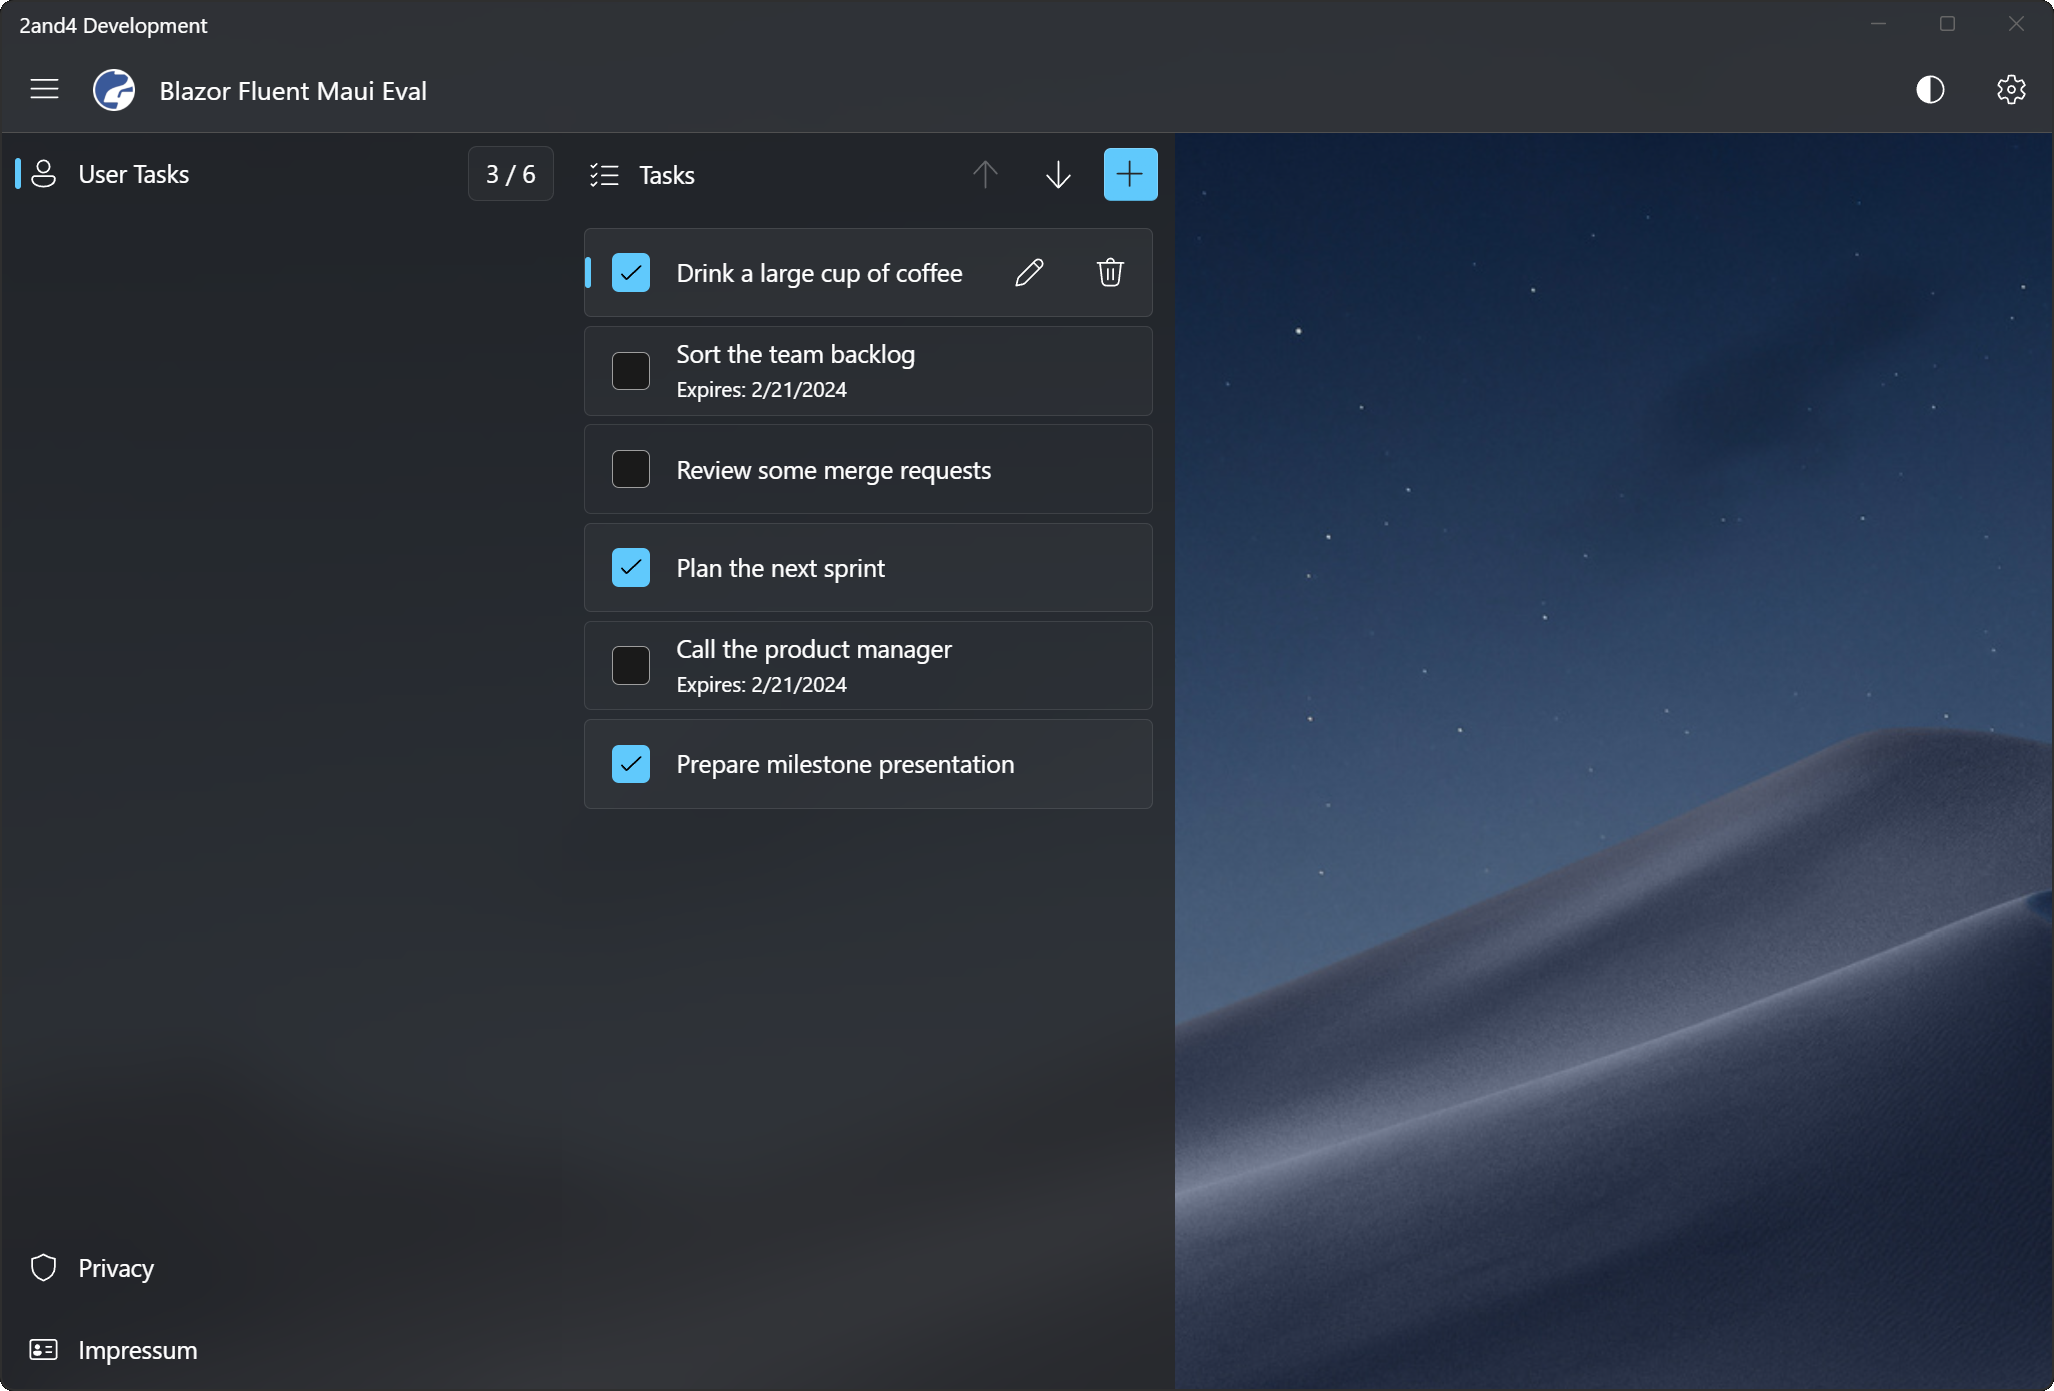 2and4 Development
Blazor Fluent Maui Eval
User Tasks
3 / 6
Tasks
Drink a large cup of coffee
Sort the team backlog
Expires: 2/21/2024
Review some merge requests
Plan the next sprint
Call the product manager
Expires: 2/21/2024
Prepare milestone presentation
Privacy
Impressum